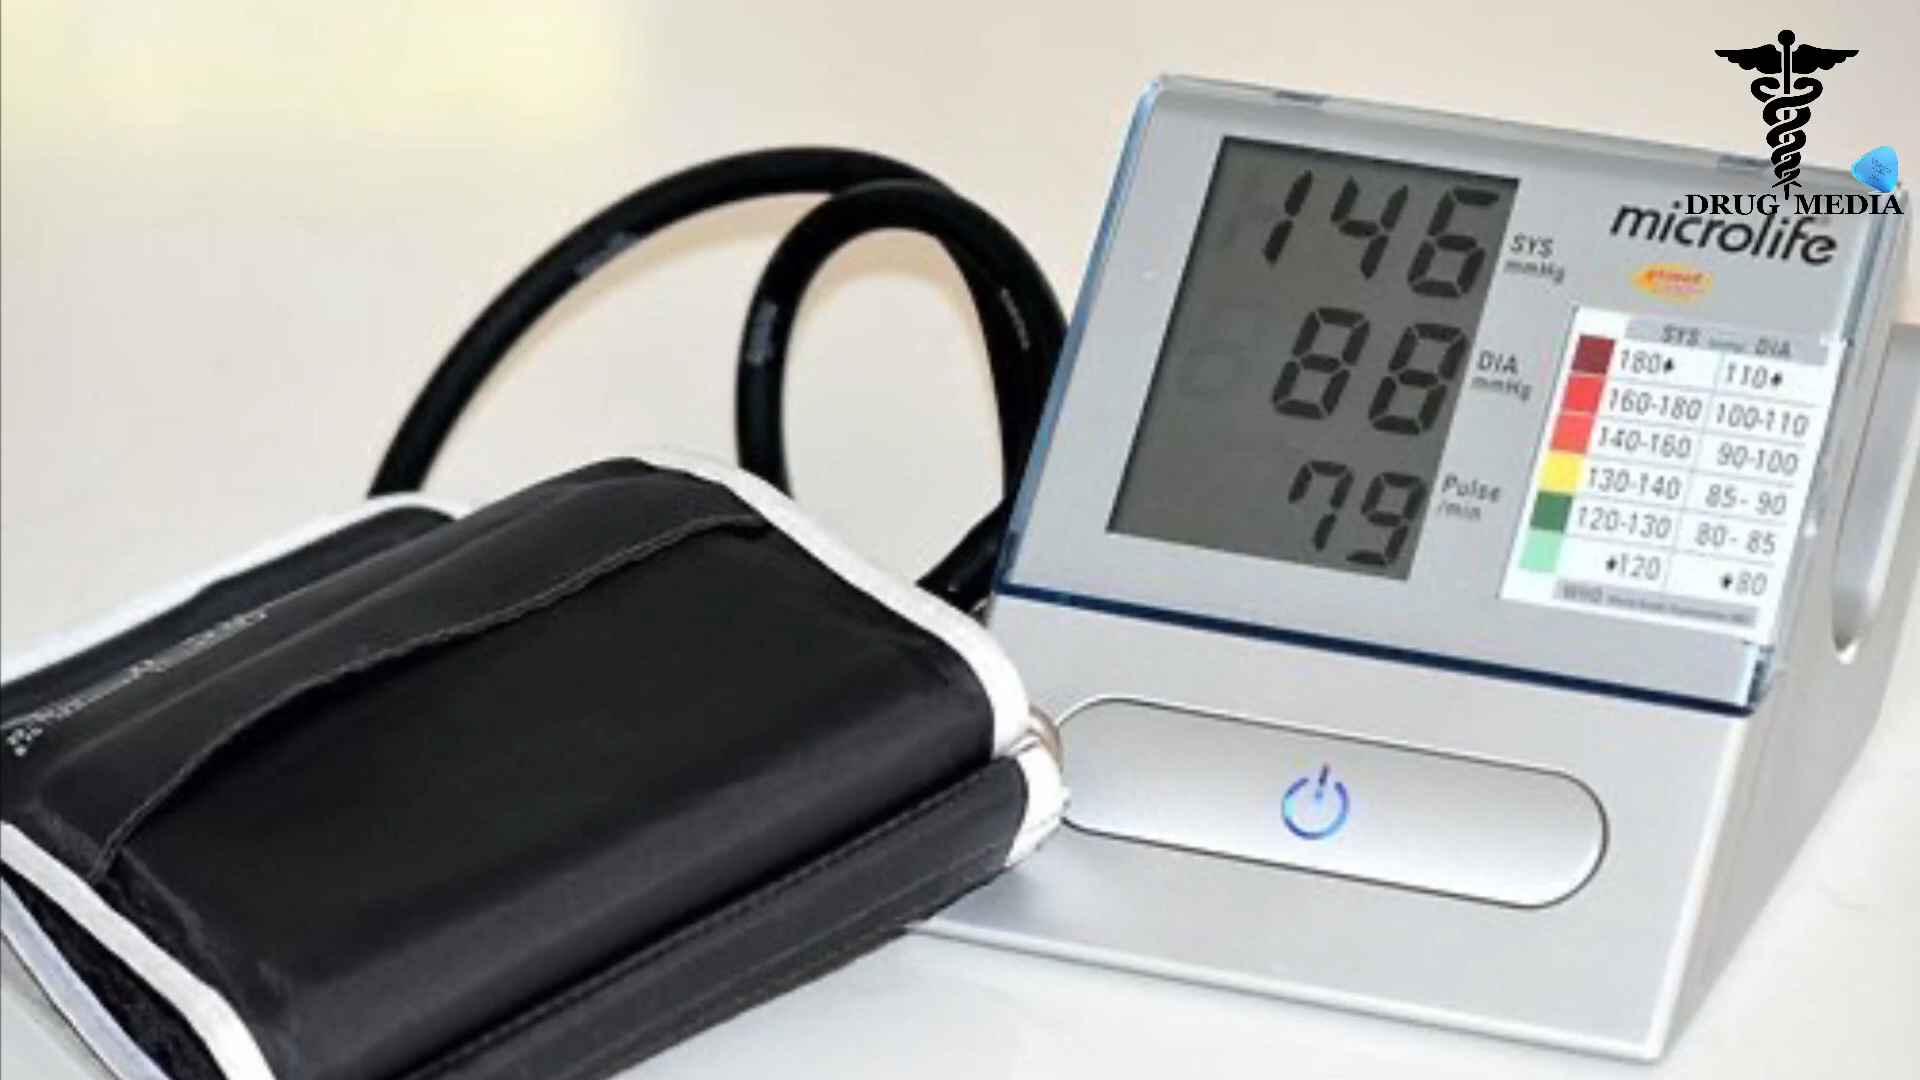 DRUG MEDIA
microlife
146
SYS
mmHg
88
DIA
mmHg
79
Pulse
/min
SYS DIA
180 110
160-180 100-110
140-160 90-100
130-140 85-90
120-130 80-85
120 80
WHO